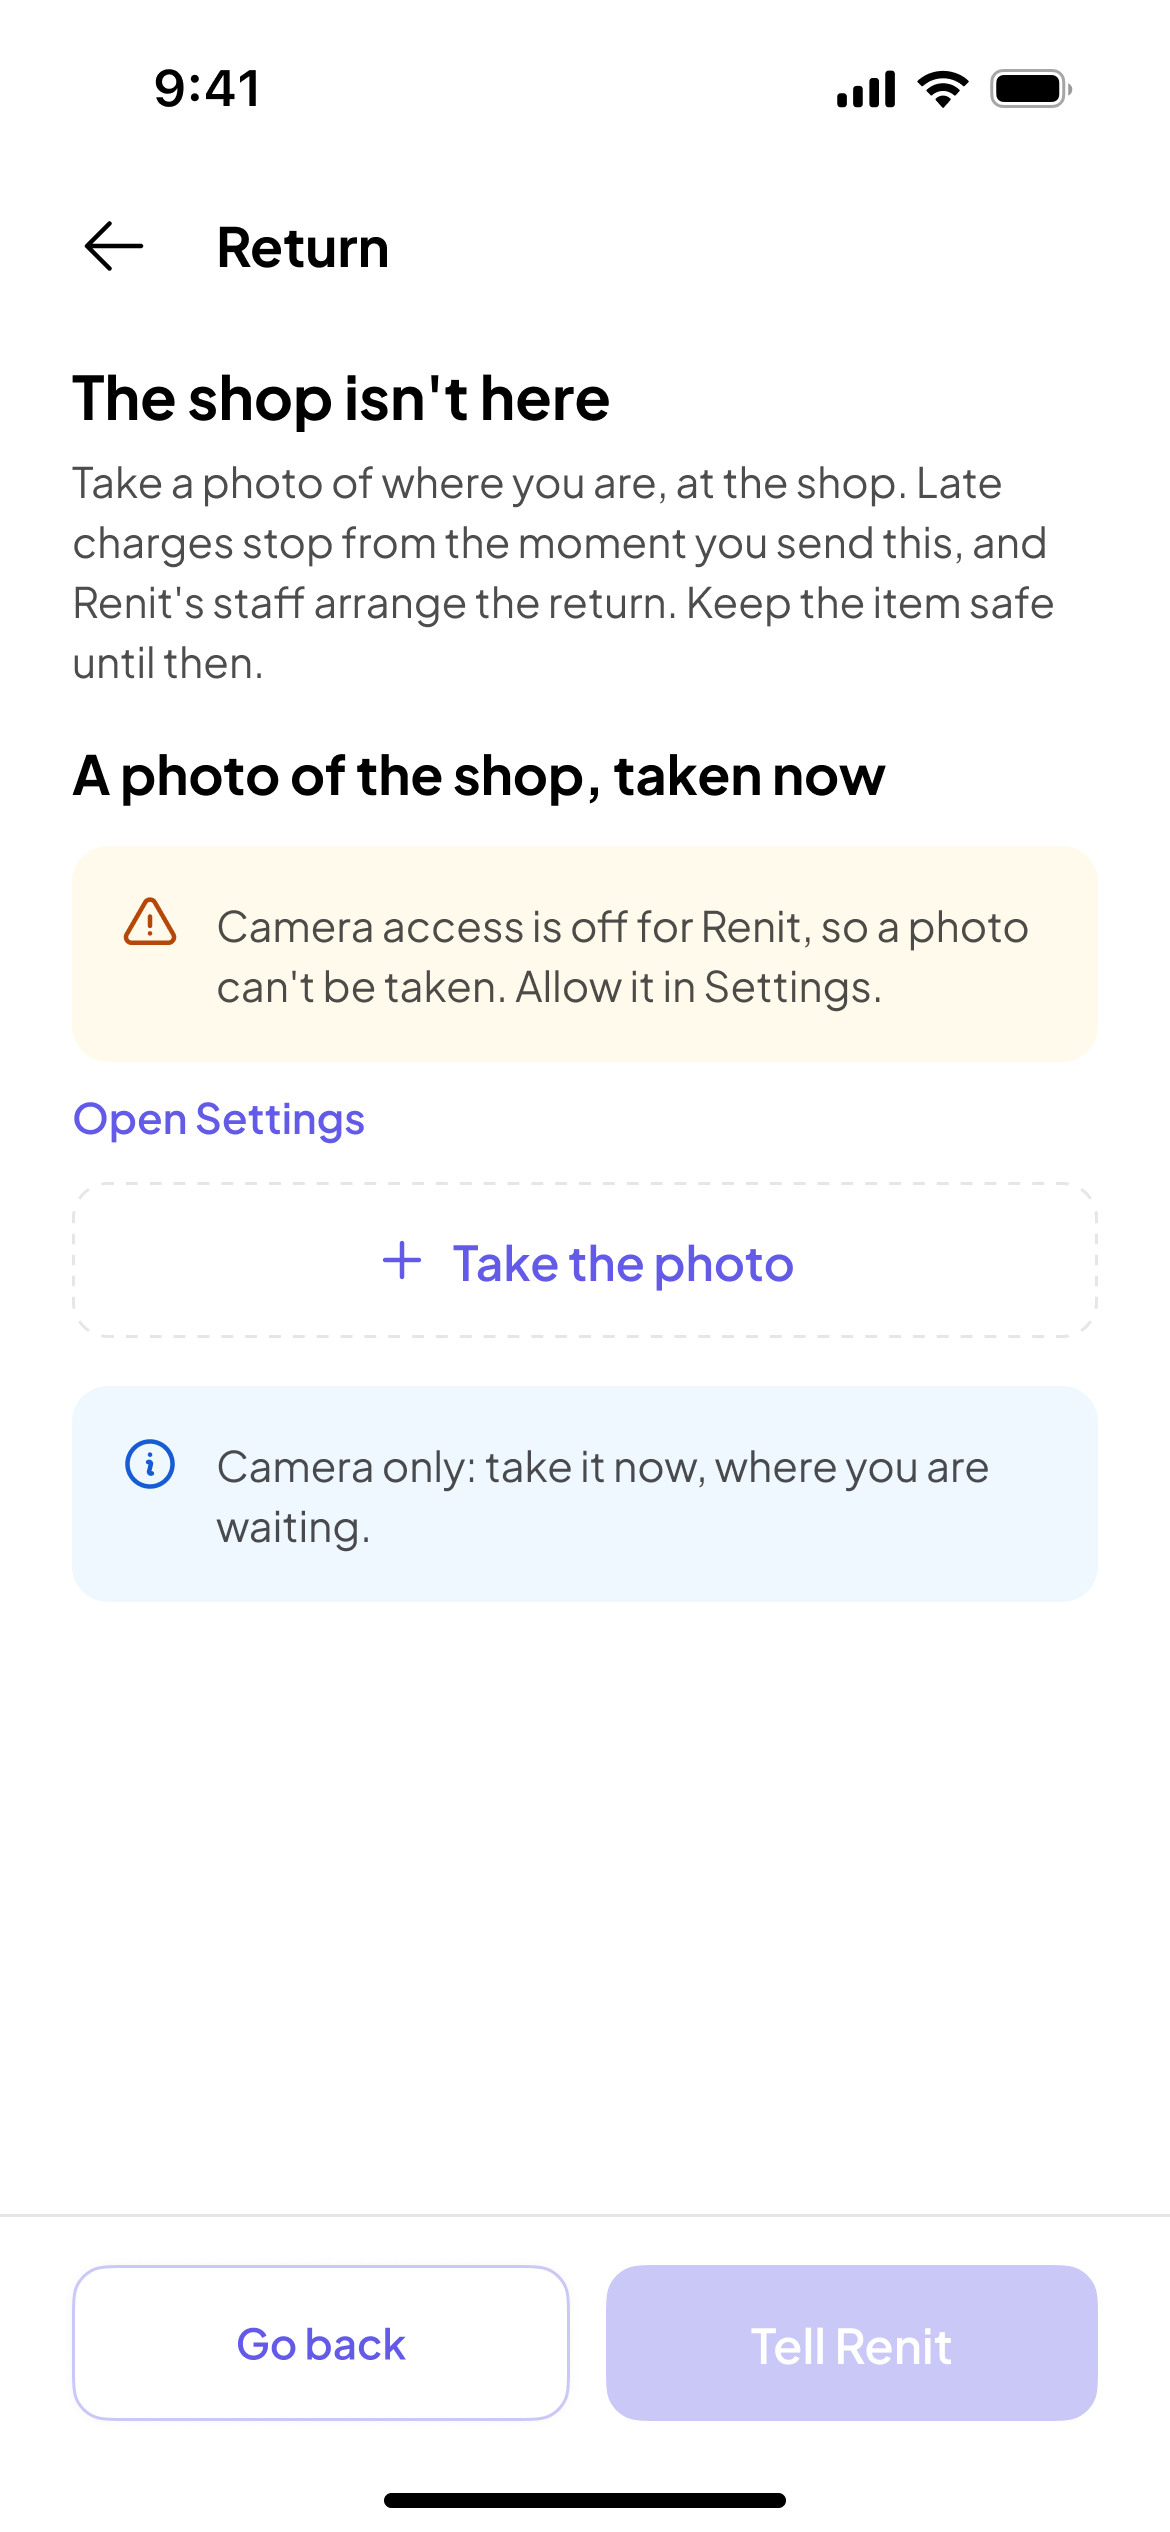 9:41
Return
The shop isn't here
Take a photo of where you are, at the shop. Late
charges stop from the moment you send this, and
Renit's staff arrange the return. Keep the item safe
until then.
A photo of the shop, taken now
Camera access is off for Renit, so a photo
can't be taken. Allow it in Settings.
Open Settings
+ Take the photo
Camera only: take it now, where you are
waiting.
Go back
Tell Renit